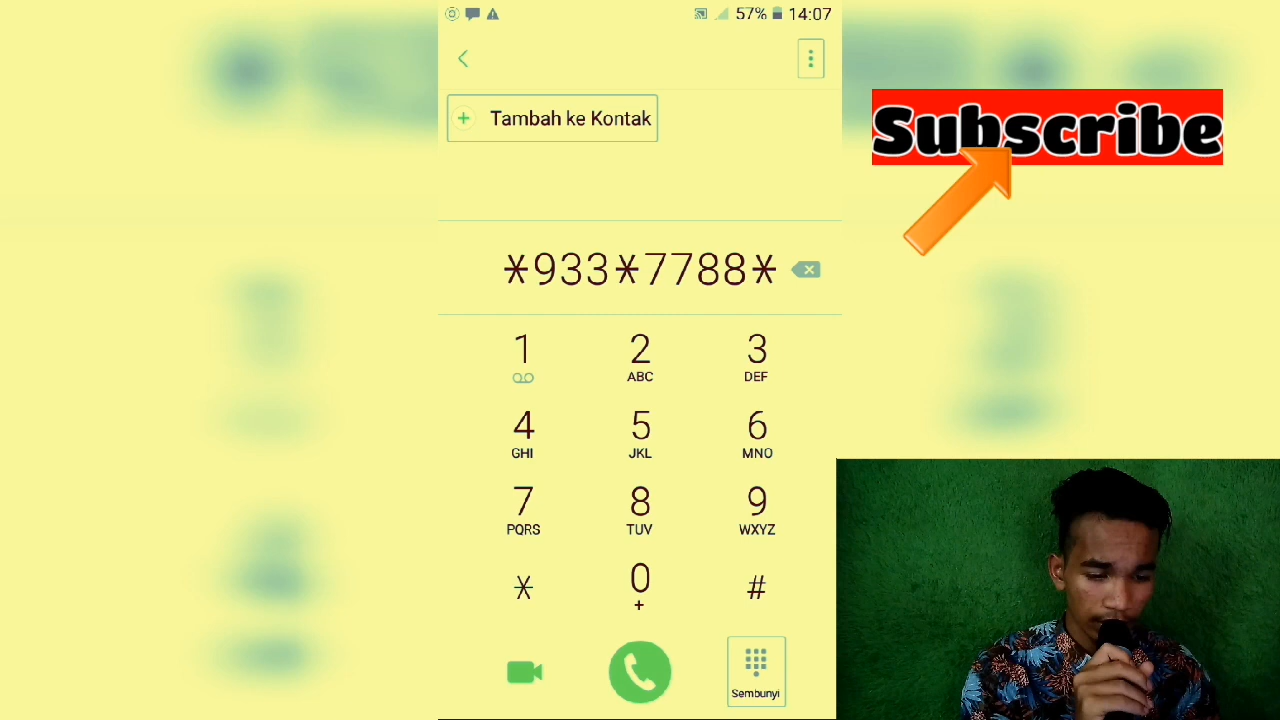 57% 14:07
Tambah ke Kontak
Subscribe
*933*7788*
1 2 3
ABC DEF
4 5 6
GHI JKL MNO
7 8 9
PQRS TUV WXYZ
* 0 #
+
Sembunyi